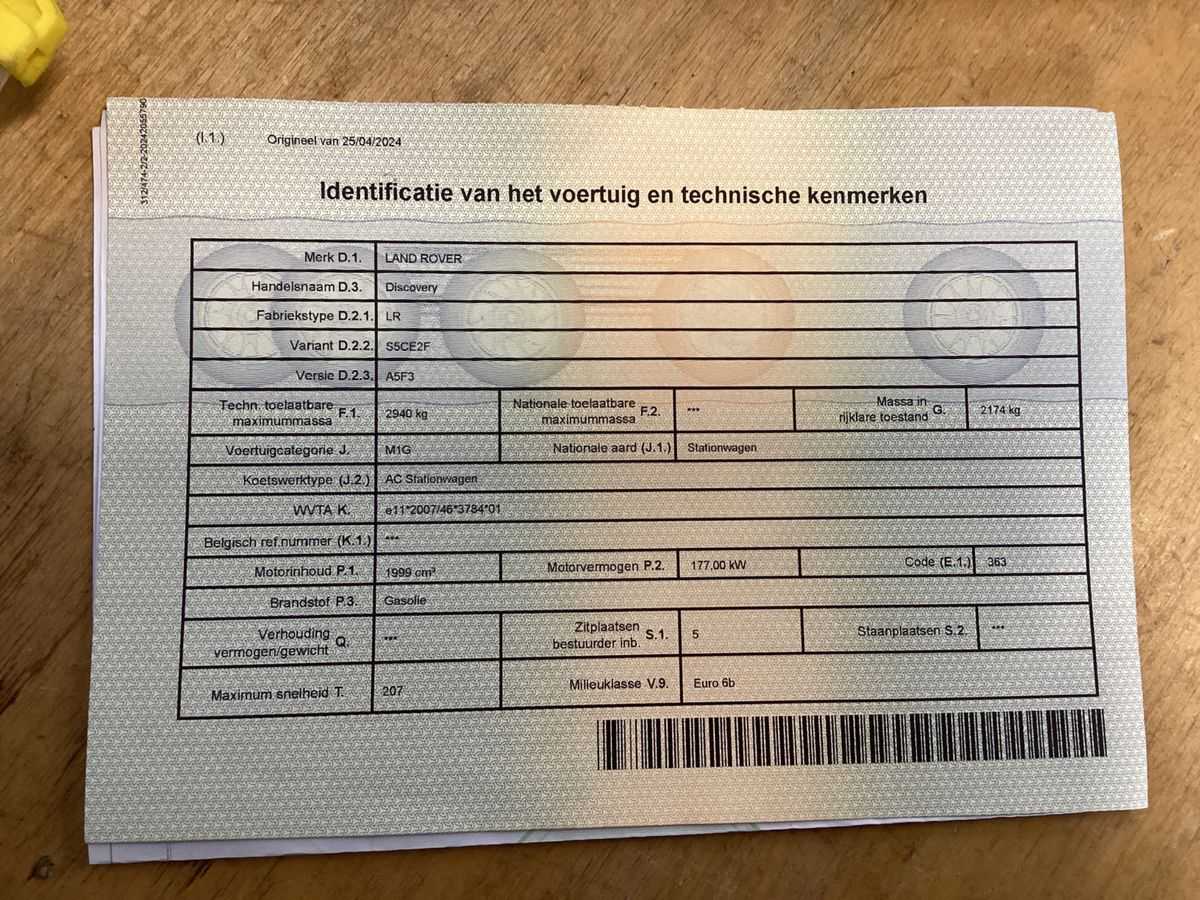 312/474-2/2-20242055790
(I.1.) Origineel van 25/04/2024
Identificatie van het voertuig en technische kenmerken
Merk D.1. LAND ROVER
Handelsnaam D.3. Discovery
Fabriekstype D.2.1. LR
Variant D.2.2. S5CE2F
Versie D.2.3. A5F3
Techn. toelaatbare maximummassa F.1. 2940 kg Nationale toelaatbare maximummassa F.2. *** Massa in rijklare toestand G. 2174 kg
Voertuigcategorie J. M1G Nationale aard (J.1.) Stationwagen
Koetswerktype (J.2.) AC Stationwagen
WVTA K. e11*2007/46*3784*01
Belgisch ref.nummer (K.1.) ***
Motorinhoud P.1. 1999 cm³ Motorvermogen P.2. 177,00 kW Code (E.1.) 363
Brandstof P.3. Gasolie
Verhouding vermogen/gewicht Q. *** Zitplaatsen bestuurder inb. S.1. 5 Staanplaatsen S.2. ***
Maximum snelheid T. 207 Milieuklasse V.9. Euro 6b